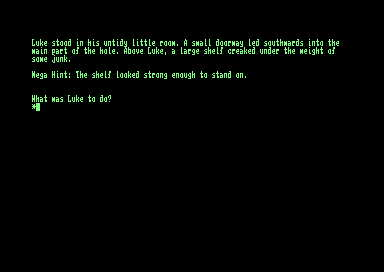 Luke stood in his untidy little room. A small doorway led southwards into the
main part of the hole. Above Luke, a large shelf creaked under the weight of
some junk.
Mega Hint: The shelf looked strong enough to stand on.
What was Luke to do?
*